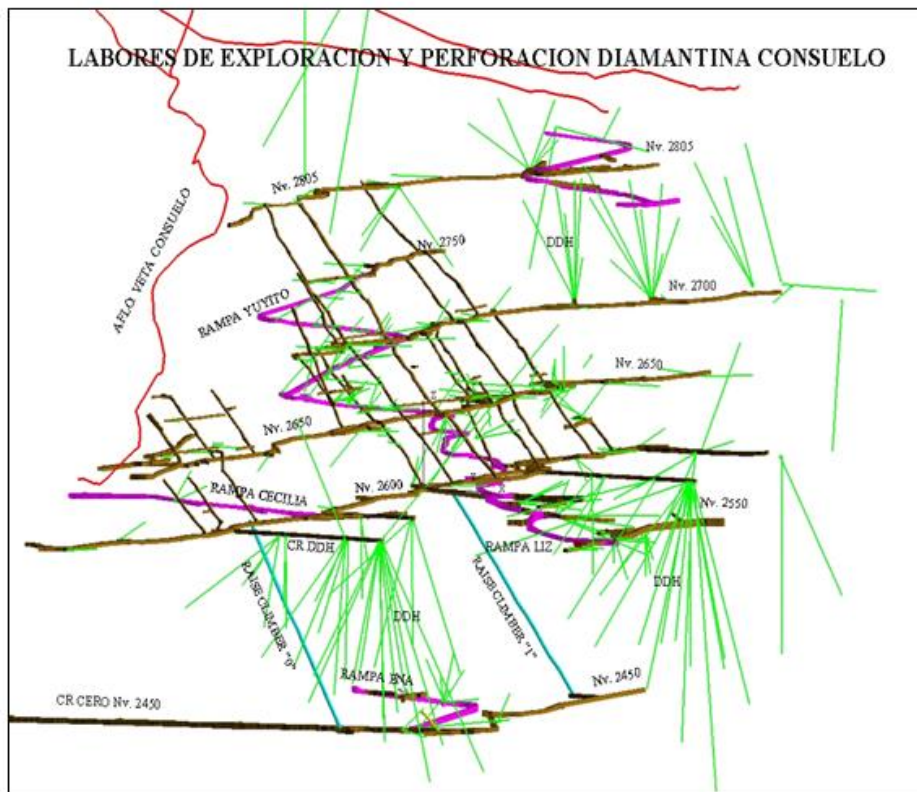 LABORES DE EXPLORACION Y PERFORACION DIAMANTINA CONSUELO
Nv. 2805
Nv. 2805
AFLO. VETA CONSUELO
Nv. 2750
DDH
Nv. 2700
RAMPA YUYITO
Nv. 2650
Nv. 2650
Nv. 2600
RAMPA CECILIA
Nv. 2550
RAMPA LIZ
CR DDH
DDH
RAISE CLIMBER "0"
RAISE CLIMBER "1"
DDH
RAMPA ENA
Nv. 2450
CR CERO Nv. 2450